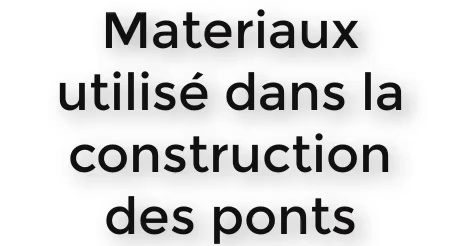 Materiaux
utilisé dans la
construction
des ponts